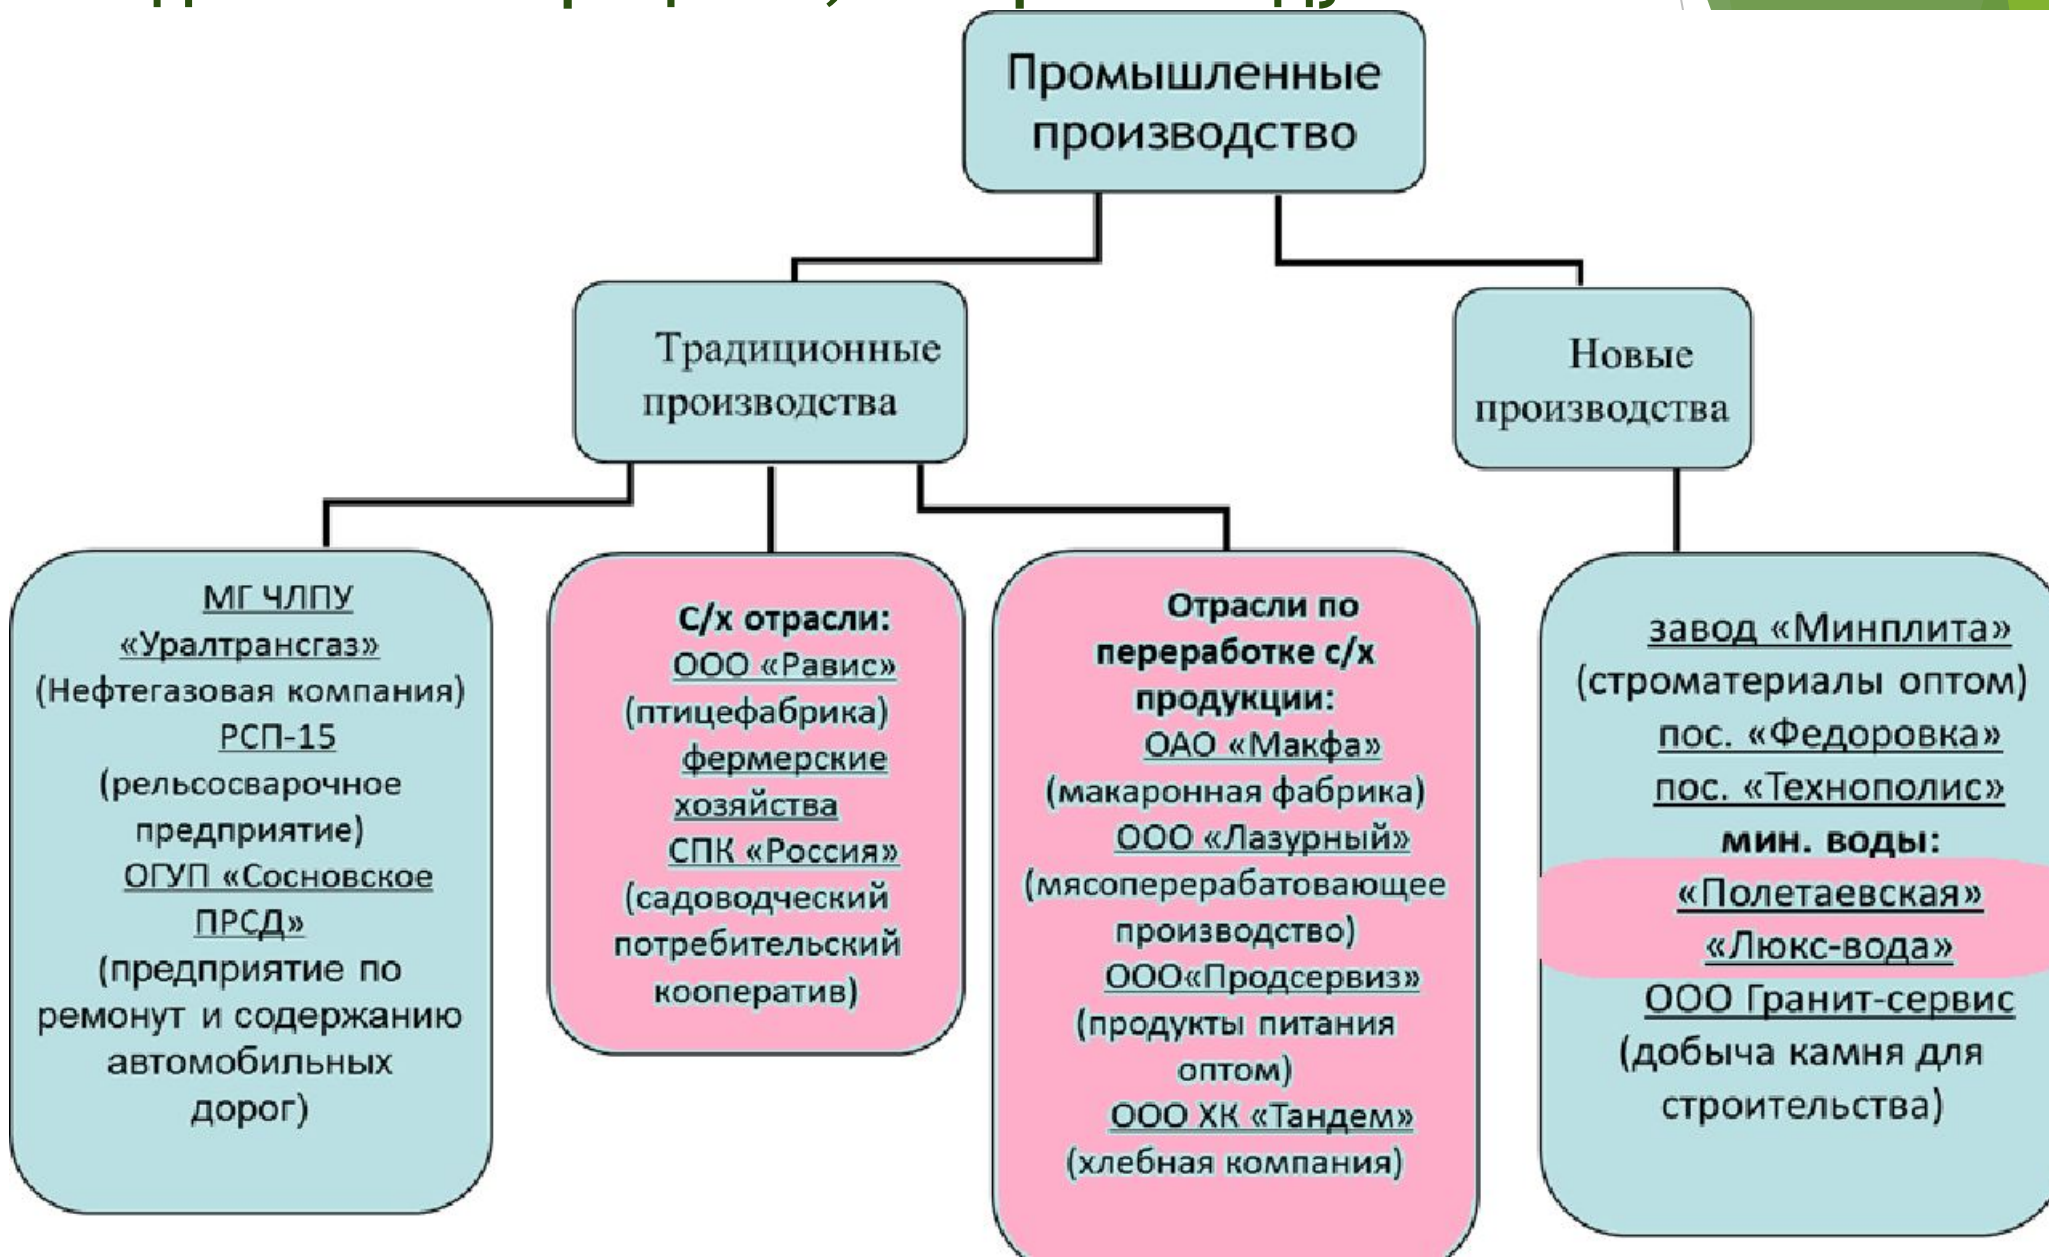 Промышленные
производство
Традиционные
производства
Новые
производства
МГ ЧЛПУ
«Уралтрансгаз»
(Нефтегазовая компания)
РСП-15
(рельсосварочное
предприятие)
ОГУП «Сосновское
ПРСД»
(предприятие по
ремонут и содержанию
автомобильных
дорог)
С/х отрасли:
ООО «Равис»
(птицефабрика)
фермерские
хозяйства
СПК «Россия»
(садоводческий
потребительский
кооператив)
Отрасли по
переработке с/х
продукции:
ОАО «Макфа»
(макаронная фабрика)
ООО «Лазурный»
(мясоперерабатовающее
производство)
ООО«Продсервиз»
(продукты питания
оптом)
ООО ХК «Тандем»
(хлебная компания)
завод «Минплита»
(строматериалы оптом)
пос. «Федоровка»
пос. «Технополис»
мин. воды:
«Полетаевская»
«Люкс-вода»
ООО Гранит-сервис
(добыча камня для
строительства)